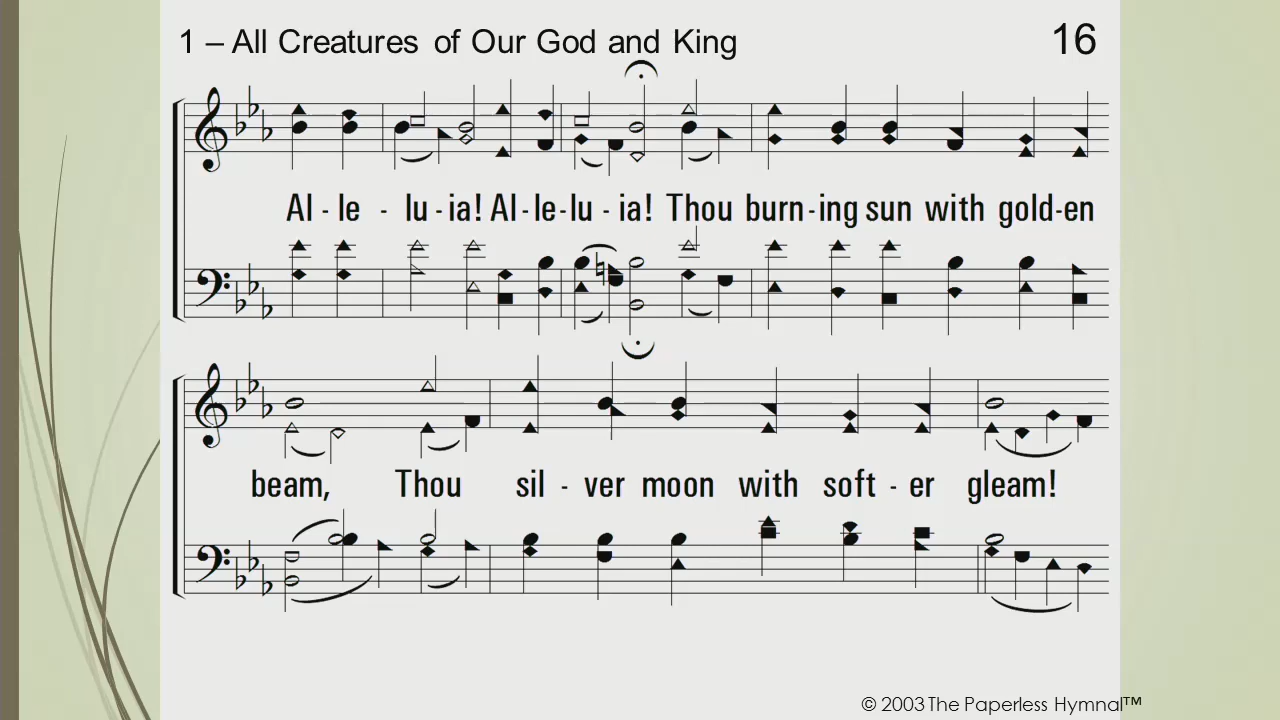 1 – All Creatures of Our God and King 16
Al - le - lu - ia! Al - le - lu - ia! Thou burn - ing sun with gold - en
beam, Thou sil - ver moon with soft - er gleam!
© 2003 The Paperless Hymnal™